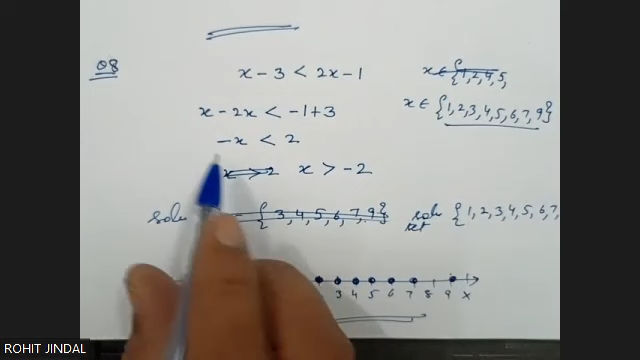 Q8
x - 3 < 2x - 1
x ∈ {1, 2, 4, 5,
x - 2x < -1 + 3
x ∈ {1, 2, 3, 4, 5, 6, 7, 9}
-x < 2
x > 2 x > -2
soln {3, 4, 5, 6, 7, 9} soln set {1, 2, 3, 4, 5, 6, 7,
3 4 5 6 7 8 9 x
ROHIT JINDAL